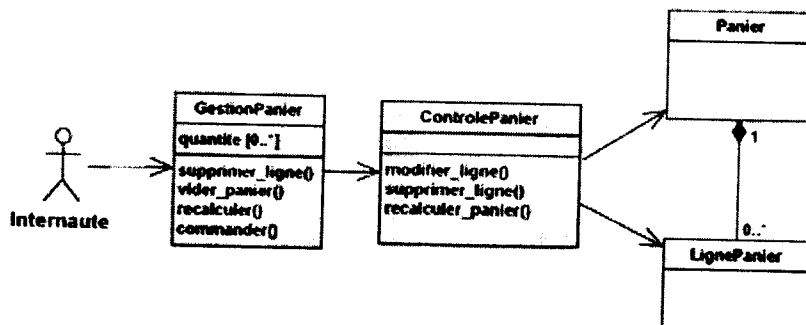 Panier
GestionPanier
quantite [0..*]
supprimer_ligne()
vider_panier()
recalculer()
commander()
ControlePanier
modifier_ligne()
supprimer_ligne()
recalculer_panier()
1
0..*
LignePanier
Internaute